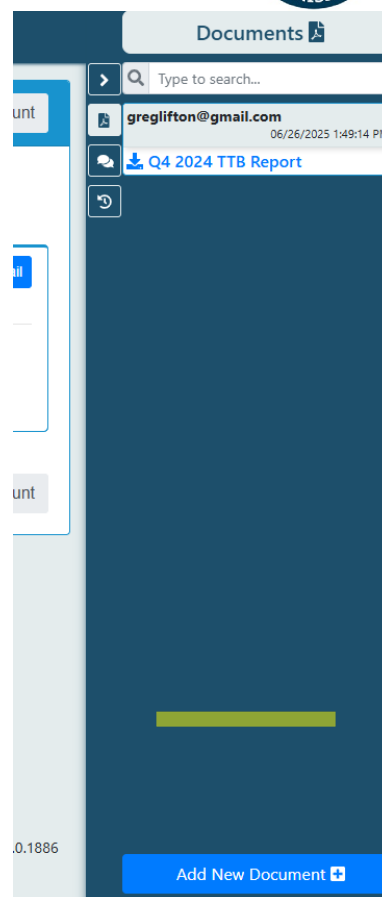 Documents
Type to search...
unt
greglifton@gmail.com
06/26/2025 1:49:14 PM
Q4 2024 TTB Report
il
unt
.0.1886
Add New Document